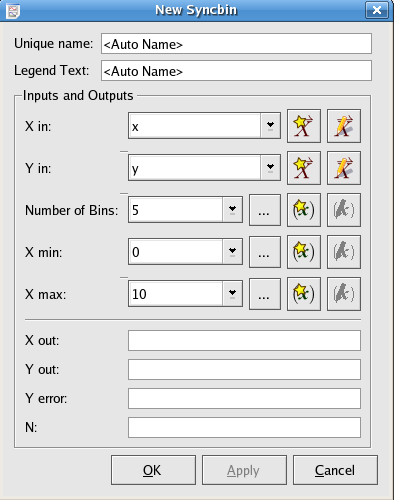 New Syncbin
Unique name: <Auto Name>
Legend Text: <Auto Name>
Inputs and Outputs
X in: x
Y in: y
Number of Bins: 5 ...
X min: 0 ...
X max: 10 ...
X out:
Y out:
Y error:
N:
OK Apply Cancel